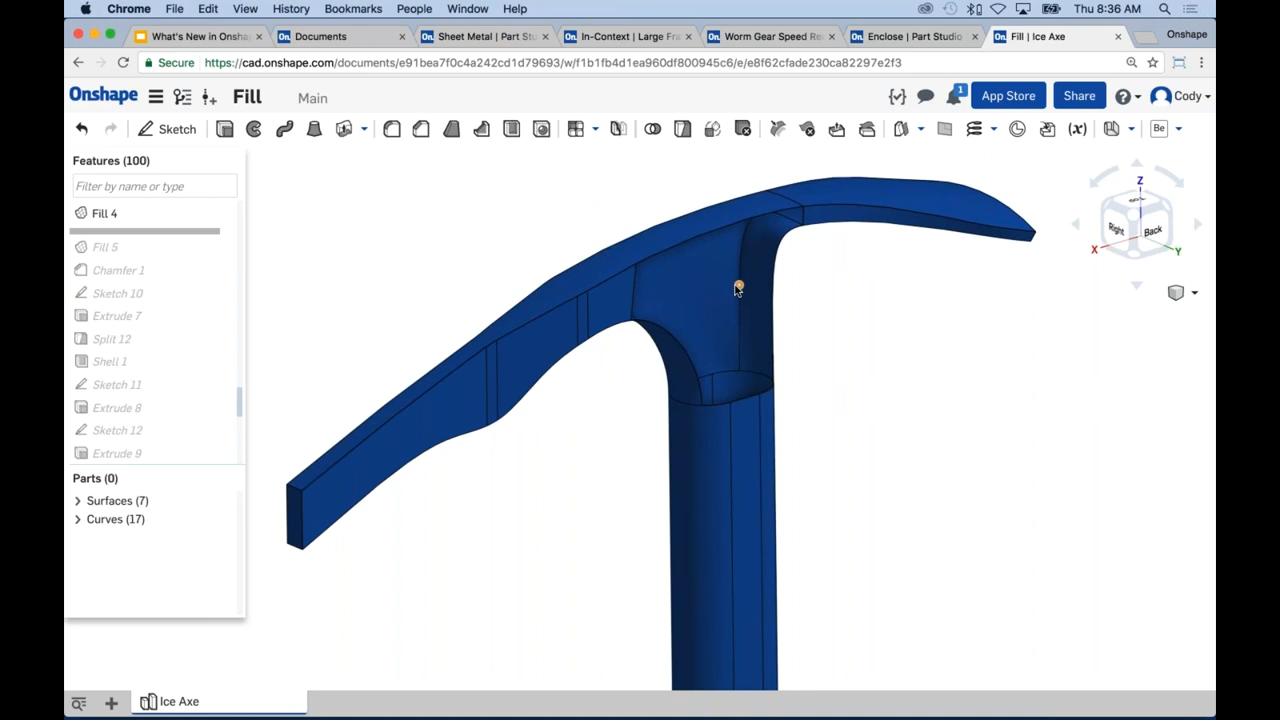 Chrome File Edit View History Bookmarks People Window Help Thu 8:36 AM
What's New in Onsha
Documents
Sheet Metal | Part Stu
In-Context | Large Fra
Worm Gear Speed Re
Enclose | Part Studio
Fill | Ice Axe
Onshape
Secure https://cad.onshape.com/documents/e91bea7f0c4a242cd1d79693/w/f1b1fb4d1ea960df800945c6/e/e8f62cfade230ca82297e2f3
Onshape Fill Main 1 App Store Share Cody
Sketch (x) Be
Features (100)
Filter by name or type
Fill 4
Fill 5
Chamfer 1
Sketch 10
Extrude 7
Split 12
Shell 1
Sketch 11
Extrude 8
Sketch 12
Extrude 9
Parts (0)
Surfaces (7)
Curves (17)
Z
Right Back
X Y
Ice Axe